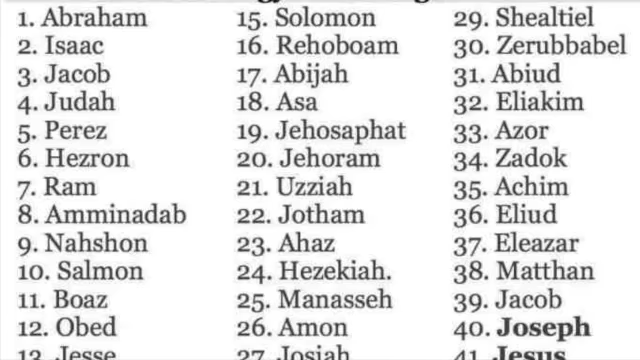 1. Abraham
2. Isaac
3. Jacob
4. Judah
5. Perez
6. Hezron
7. Ram
8. Amminadab
9. Nahshon
10. Salmon
11. Boaz
12. Obed
13. Jesse
15. Solomon
16. Rehoboam
17. Abijah
18. Asa
19. Jehosaphat
20. Jehoram
21. Uzziah
22. Jotham
23. Ahaz
24. Hezekiah.
25. Manasseh
26. Amon
27. Josiah
29. Shealtiel
30. Zerubbabel
31. Abiud
32. Eliakim
33. Azor
34. Zadok
35. Achim
36. Eliud
37. Eleazar
38. Matthan
39. Jacob
40. Joseph
41. Jesus